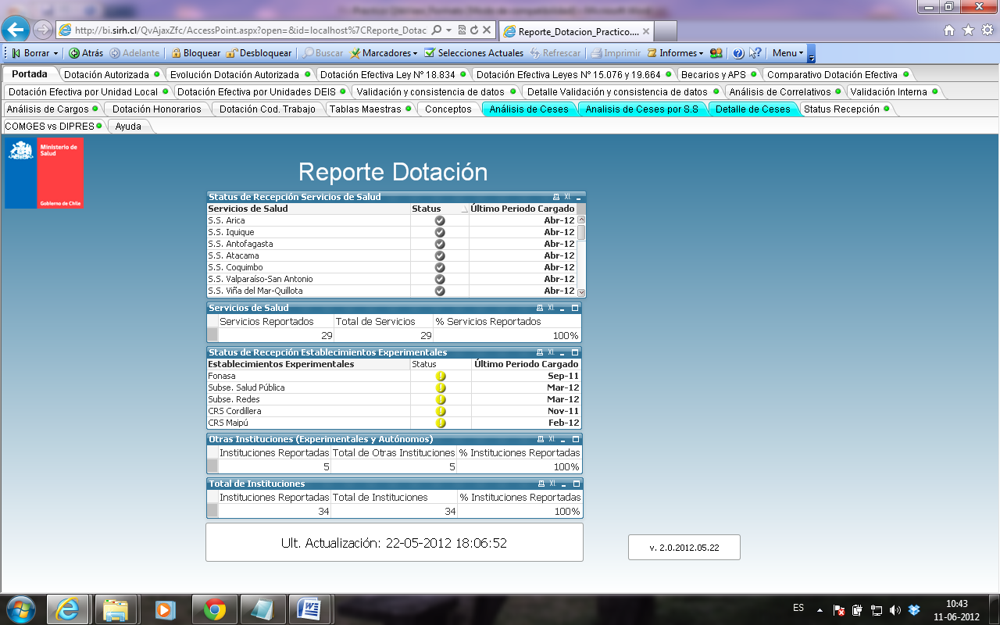 http://bi.sirh.cl/QvAjaxZfc/AccessPoint.aspx?open=&id=localhost%7CReporte_Dotac
Reporte_Dotacion_Practico....
Borrar Atrás Adelante Bloquear Desbloquear Buscar Marcadores Selecciones Actuales Refrescar Imprimir Informes Menu
Portada Dotación Autorizada Evolución Dotación Autorizada Dotación Efectiva Ley Nº 18.834 Dotación Efectiva Leyes Nº 15.076 y 19.664 Becarios y APS Comparativo Dotación Efectiva
Dotación Efectiva por Unidad Local Dotación Efectiva por Unidades DEIS Validación y consistencia de datos Detalle Validación y consistencia de datos Análisis de Correlativos Validación Interna
Análisis de Cargos Dotación Honorarios Dotación Cod. Trabajo Tablas Maestras Conceptos Análisis de Ceses Analisis de Ceses por S.S Detalle de Ceses Status Recepción
COMGES vs DIPRES Ayuda
Ministerio de
Salud
Gobierno de Chile
Reporte Dotación
Status de Recepción Servicios de Salud XL
Servicios de Salud Status Último Periodo Cargado
S.S. Arica Abr-12
S.S. Iquique Abr-12
S.S. Antofagasta Abr-12
S.S. Atacama Abr-12
S.S. Coquimbo Abr-12
S.S. Valparaíso-San Antonio Abr-12
S.S. Viña del Mar-Quillota Abr-12
Servicios de Salud XL
Servicios Reportados Total de Servicios % Servicios Reportados
29 29 100%
Status de Recepción Establecimientos Experimentales XL
Establecimientos Experimentales Status Último Periodo Cargado
Fonasa Sep-11
Subse. Salud Pública Mar-12
Subse. Redes Mar-12
CRS Cordillera Nov-11
CRS Maipú Feb-12
Otras Instituciones (Experimentales y Autónomos) XL
Instituciones Reportadas Total de Otras Instituciones % Instituciones Reportadas
5 5 100%
Total de Instituciones XL
Instituciones Reportadas Total de Instituciones % Instituciones Reportadas
34 34 100%
Ult. Actualización: 22-05-2012 18:06:52
v. 2.0.2012.05.22
ES
10:43
11-06-2012